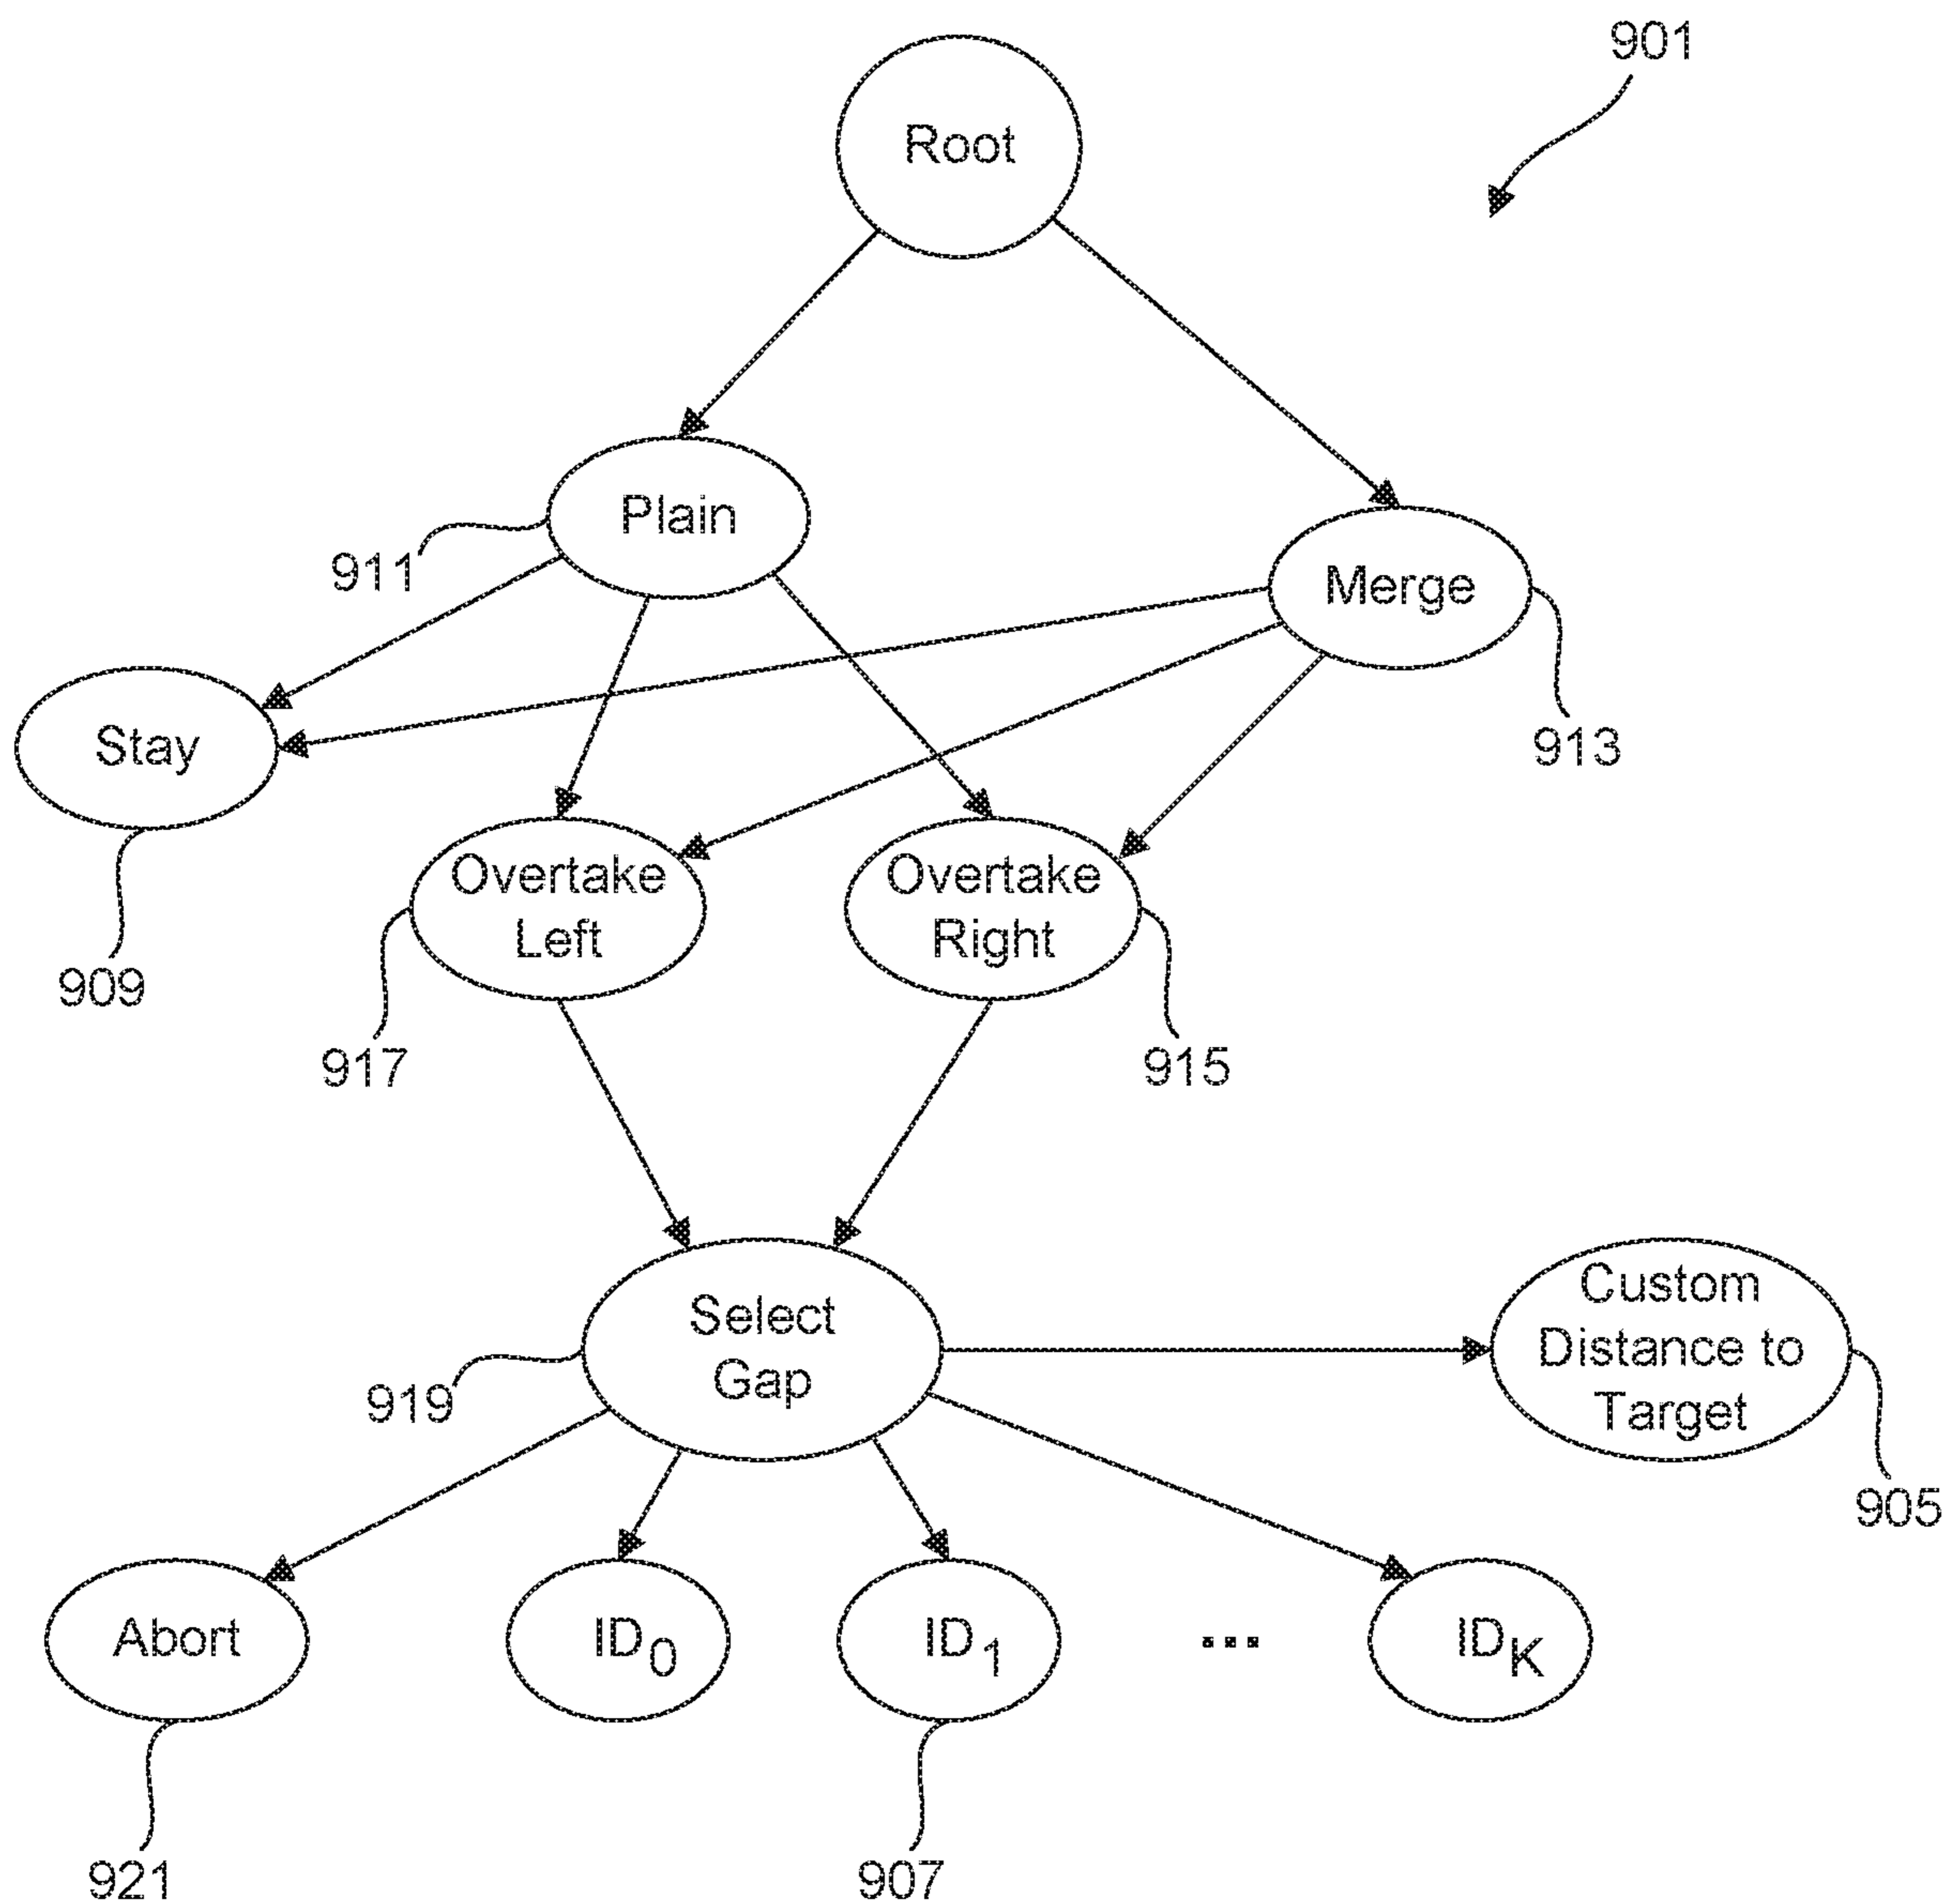 901
Root
Plain
911
Merge
913
Stay
909
Overtake
Left
917
Overtake
Right
915
Select
Gap
919
Custom
Distance to
Target
905
Abort
921
ID0
ID1
907
...
IDK